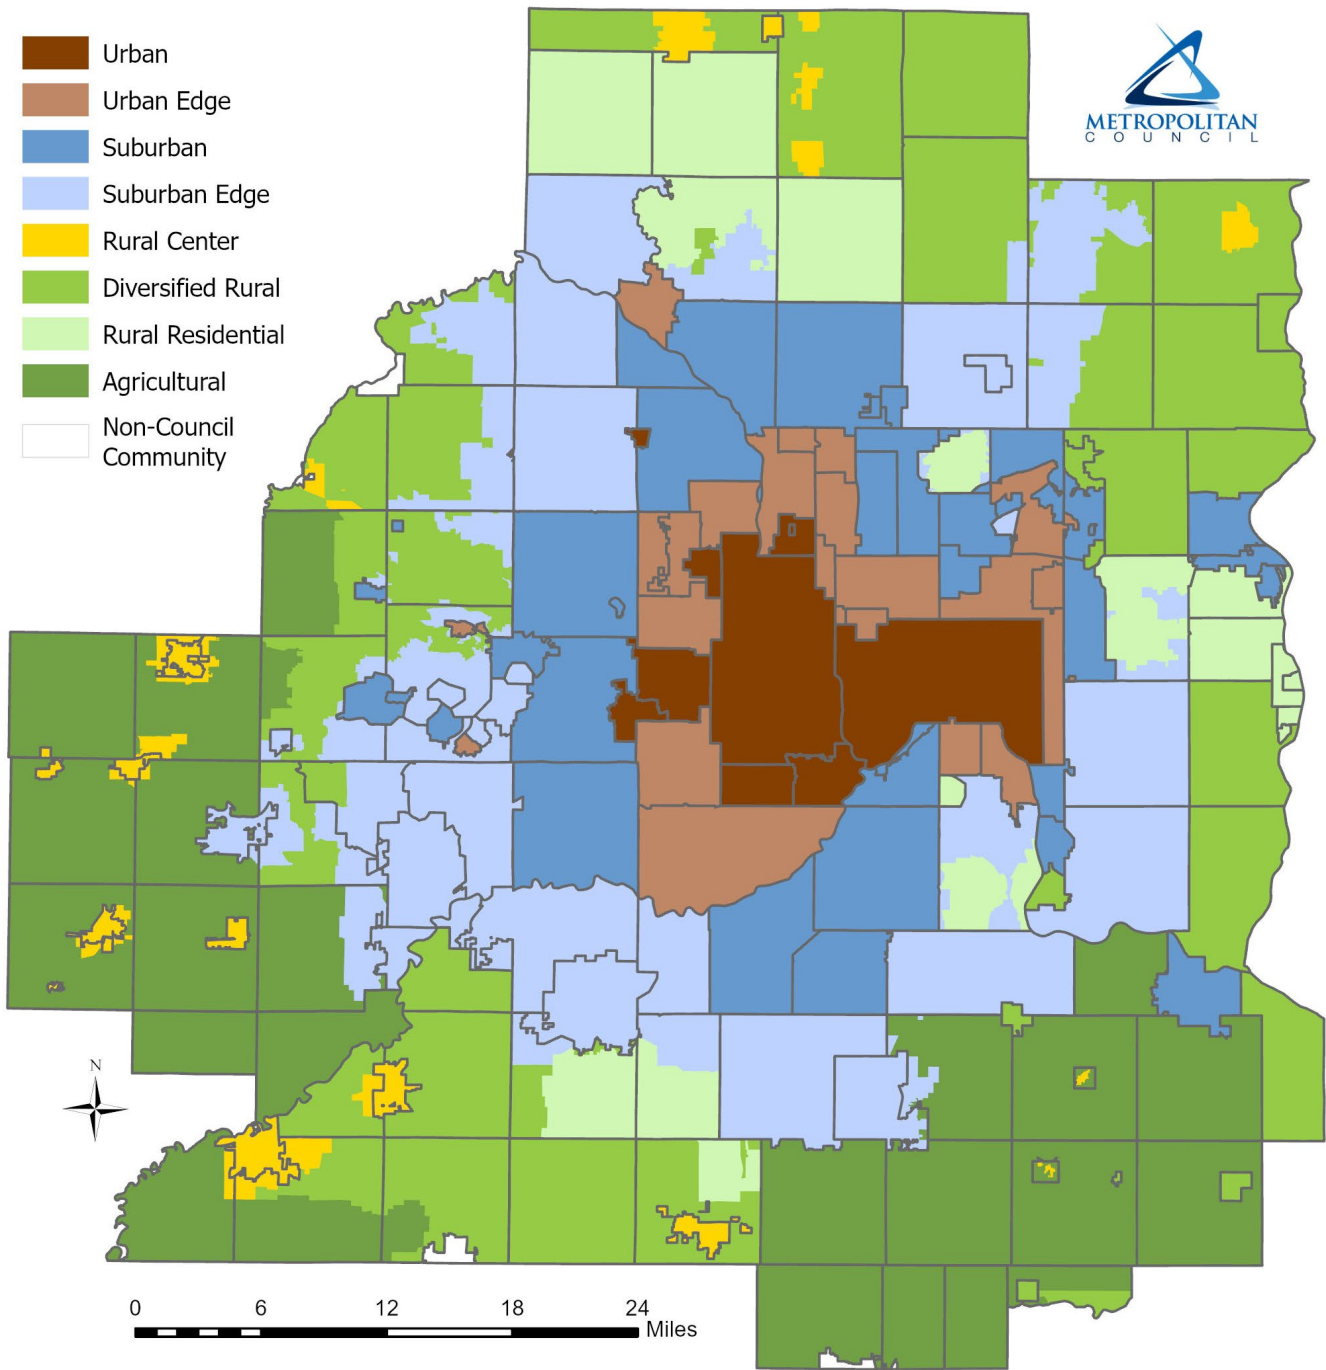 Urban
Urban Edge
Suburban
Suburban Edge
Rural Center
Diversified Rural
Rural Residential
Agricultural
Non-Council
Community
METROPOLITAN
COUNCIL
N
0 6 12 18 24
Miles